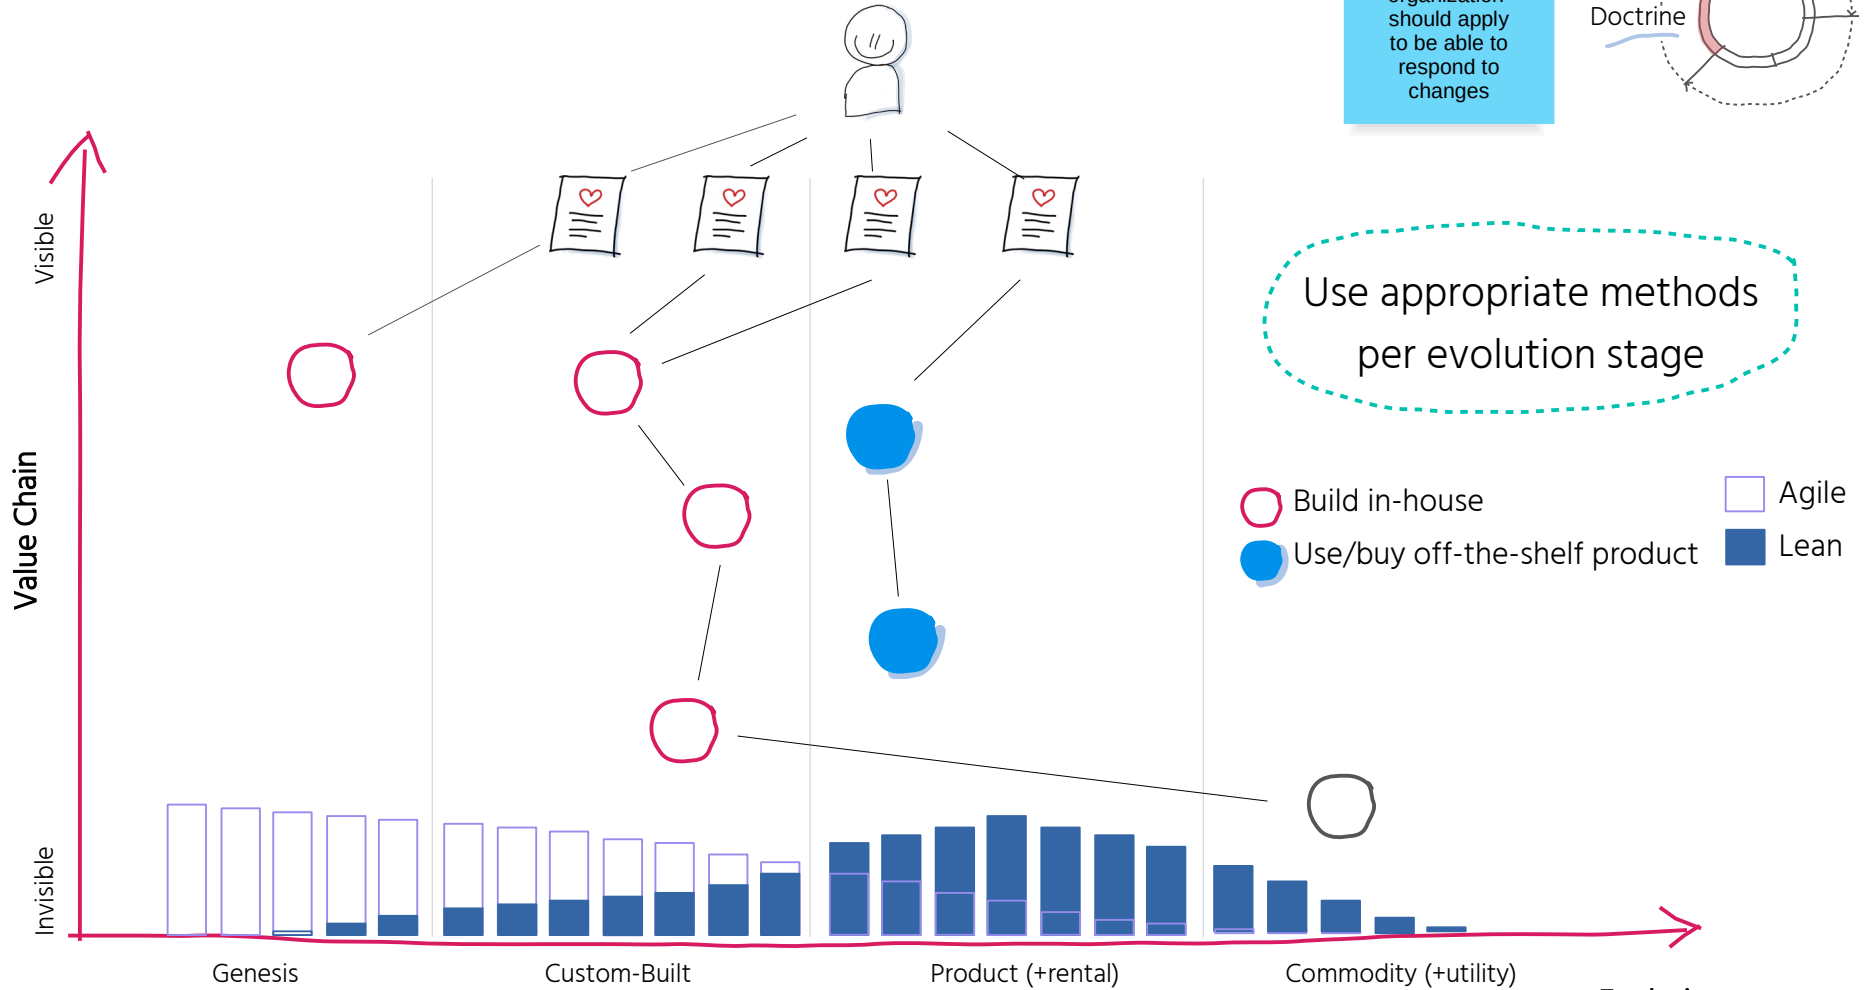 should apply
to be able to
respond to
changes
Doctrine
Visible
Use appropriate methods
per evolution stage
Value Chain
Build in-house
Use/buy off-the-shelf product
Agile
Lean
Invisible
Genesis
Custom-Built
Product (+rental)
Commodity (+utility)